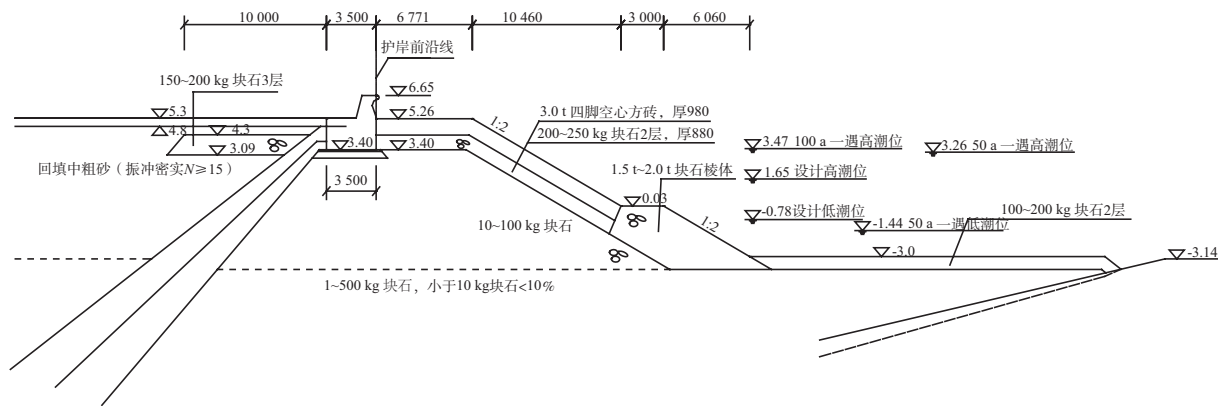 10 000
3 500
6 771
10 460
3 000
6 060
护岸前沿线
150~200 kg 块石3层
6.65
5.3
5.26
3.0 t 四脚空心方砖，厚980
1:2
4.8
4.3
200~250 kg 块石2层，厚880
3.09
3.40
3.40
3.47 100 a 一遇高潮位
3.26 50 a 一遇高潮位
回填中粗砂（振冲密实N≥15）
1.5 t~2.0 t 块石棱体
1.65 设计高潮位
3 500
0.03
-0.78设计低潮位
100~200 kg 块石2层
10~100 kg 块石
1:2
-1.44 50 a 一遇低潮位
-3.0
-3.14
1~500 kg 块石，小于10 kg块石<10%